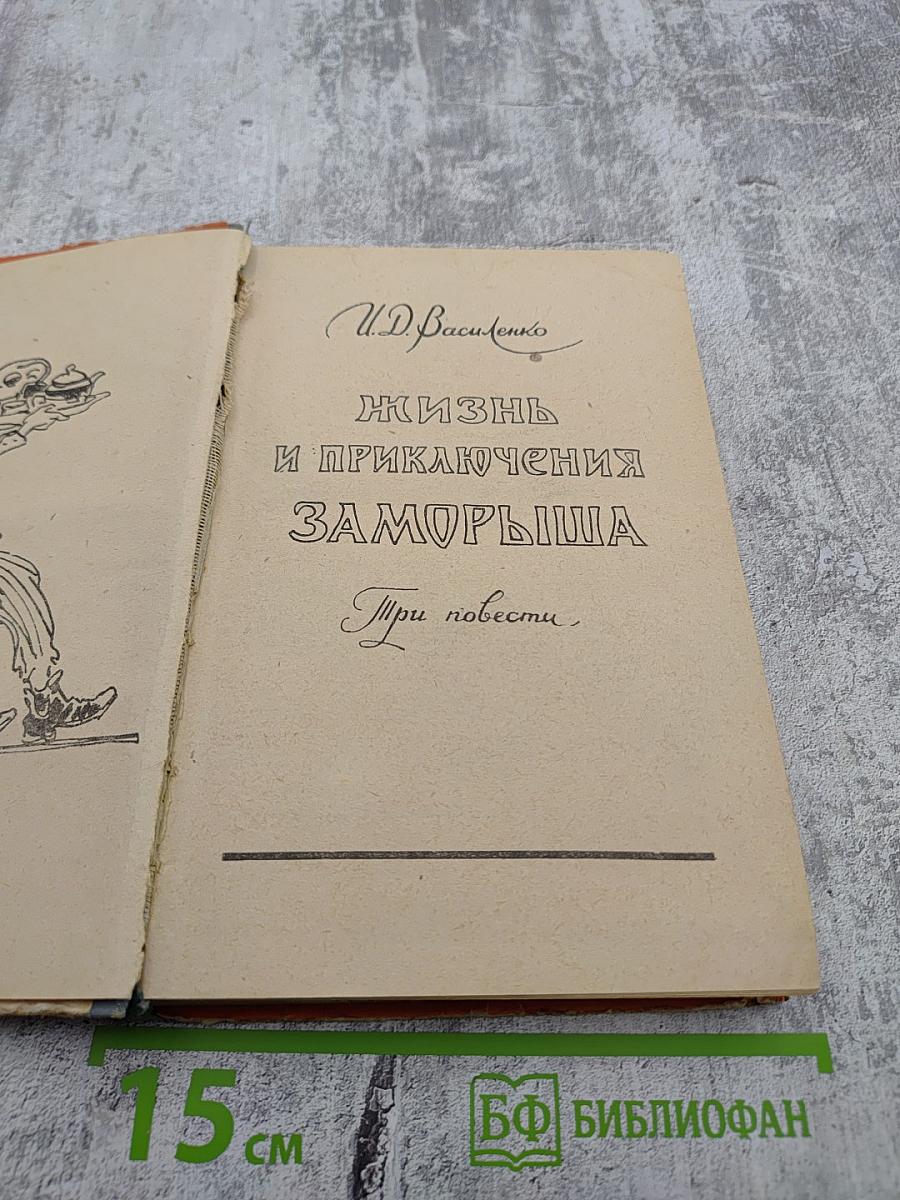 И.Д. Василенко
ЖИЗНЬ
И ПРИКЛЮЧЕНИЯ
ЗАМОРЫША
Три повести
15 см
БФ БИБЛИОФАН